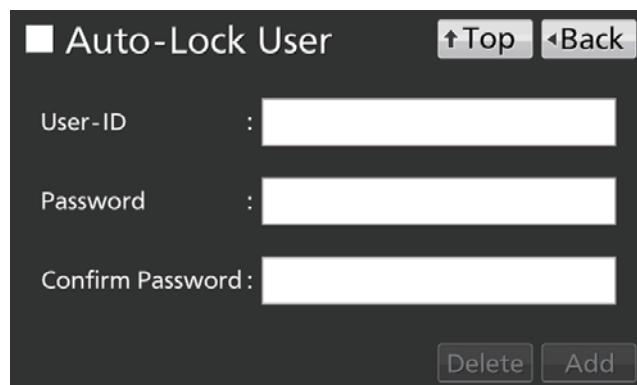 Auto-Lock User
Top
Back
User-ID :
Password :
Confirm Password :
Delete
Add